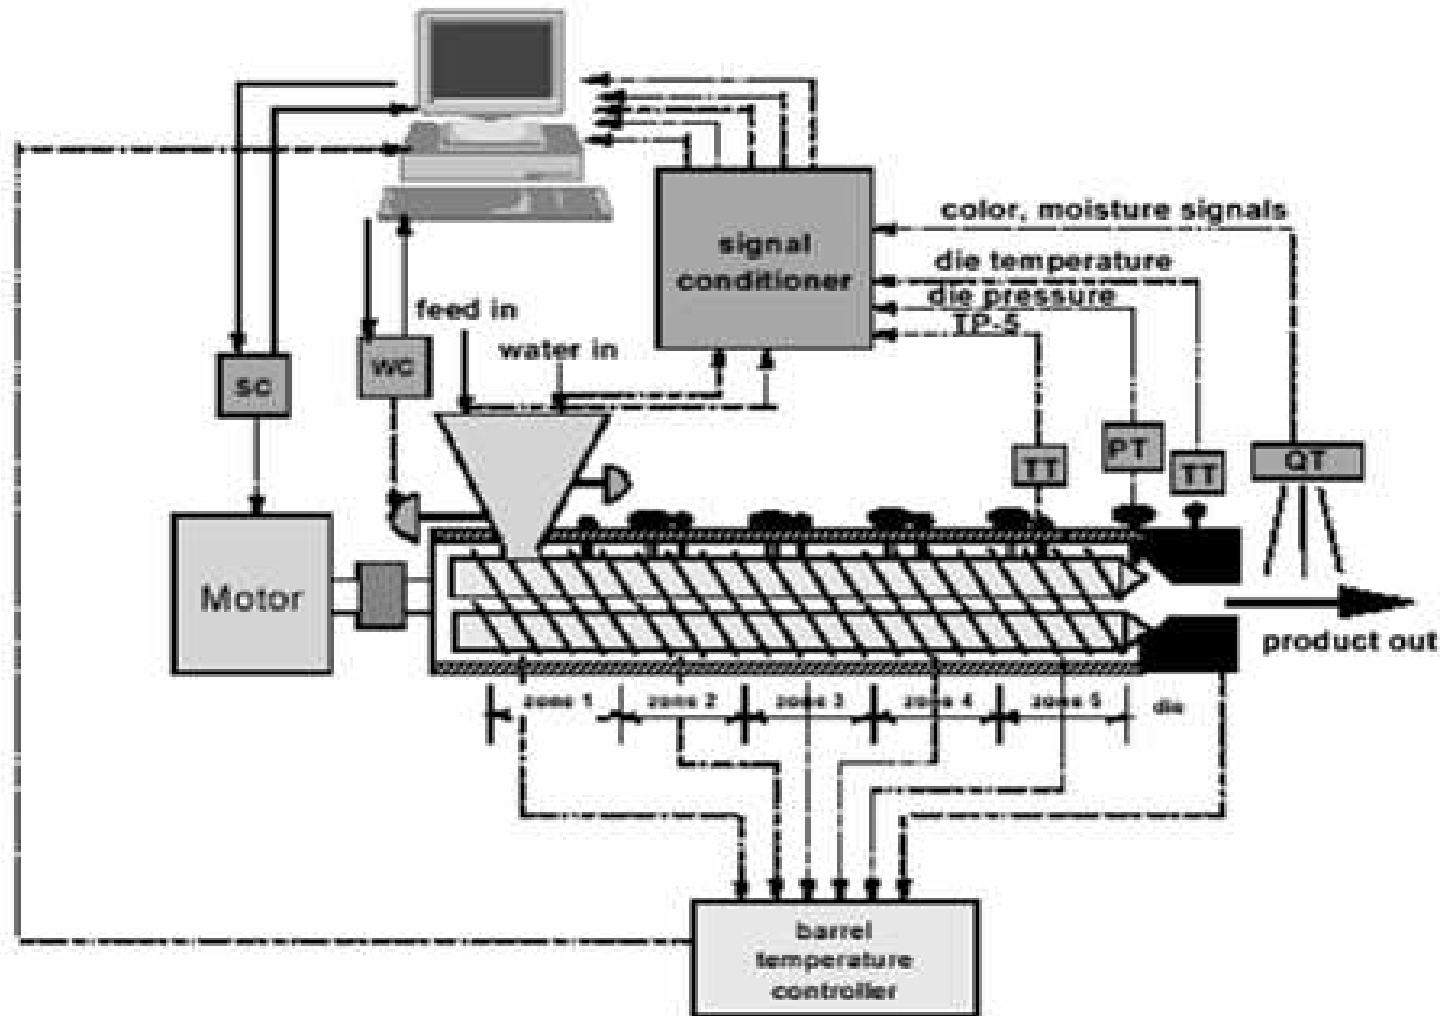 color, moisture signals
signal
conditioner
die temperature
die pressure
TP-5
feed in
water in
WC
SC
PT
TT
TT
QT
Motor
product out
zone 1
zone 2
zone 3
zone 4
zone 5
die
barrel
temperature
controller